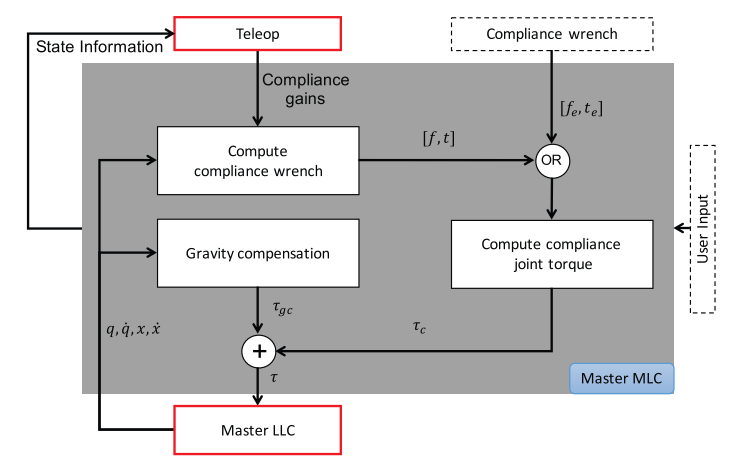 Teleop
Compliance wrench
State Information
Compliance
gains
[f_e, t_e]
Compute
compliance wrench
[f, t]
OR
User Input
Gravity compensation
Compute compliance
joint torque
τ_gc
q, q̇, x, ẋ
τ_c
+
τ
Master MLC
Master LLC